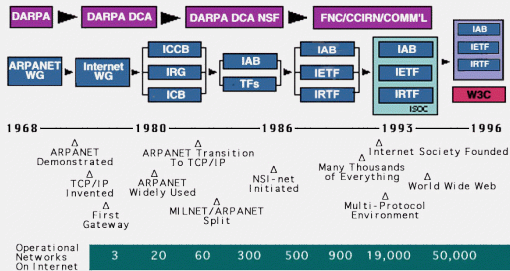 DARPA
DARPA DCA
DARPA DCA NSF
FNC/CCIRN/COMM'L
ARPANET
WG
Internet
WG
ICCB
IRG
ICB
IAB
TFs
IAB
IETF
IRTF
IAB
IETF
IRTF
ISOC
IAB
IETF
IRTF
W3C
1968
1980
1986
1993
1996
ARPANET
Demonstrated
TCP/IP
Invented
First
Gateway
ARPANET Transition
To TCP/IP
ARPANET
Widely Used
MILNET/ARPANET
Split
NSI-net
Initiated
Internet Society Founded
Many Thousands
of Everything
World Wide Web
Multi-Protocol
Environment
Operational
Networks
On Internet
3 20 60 300 500 900 19,000 50,000